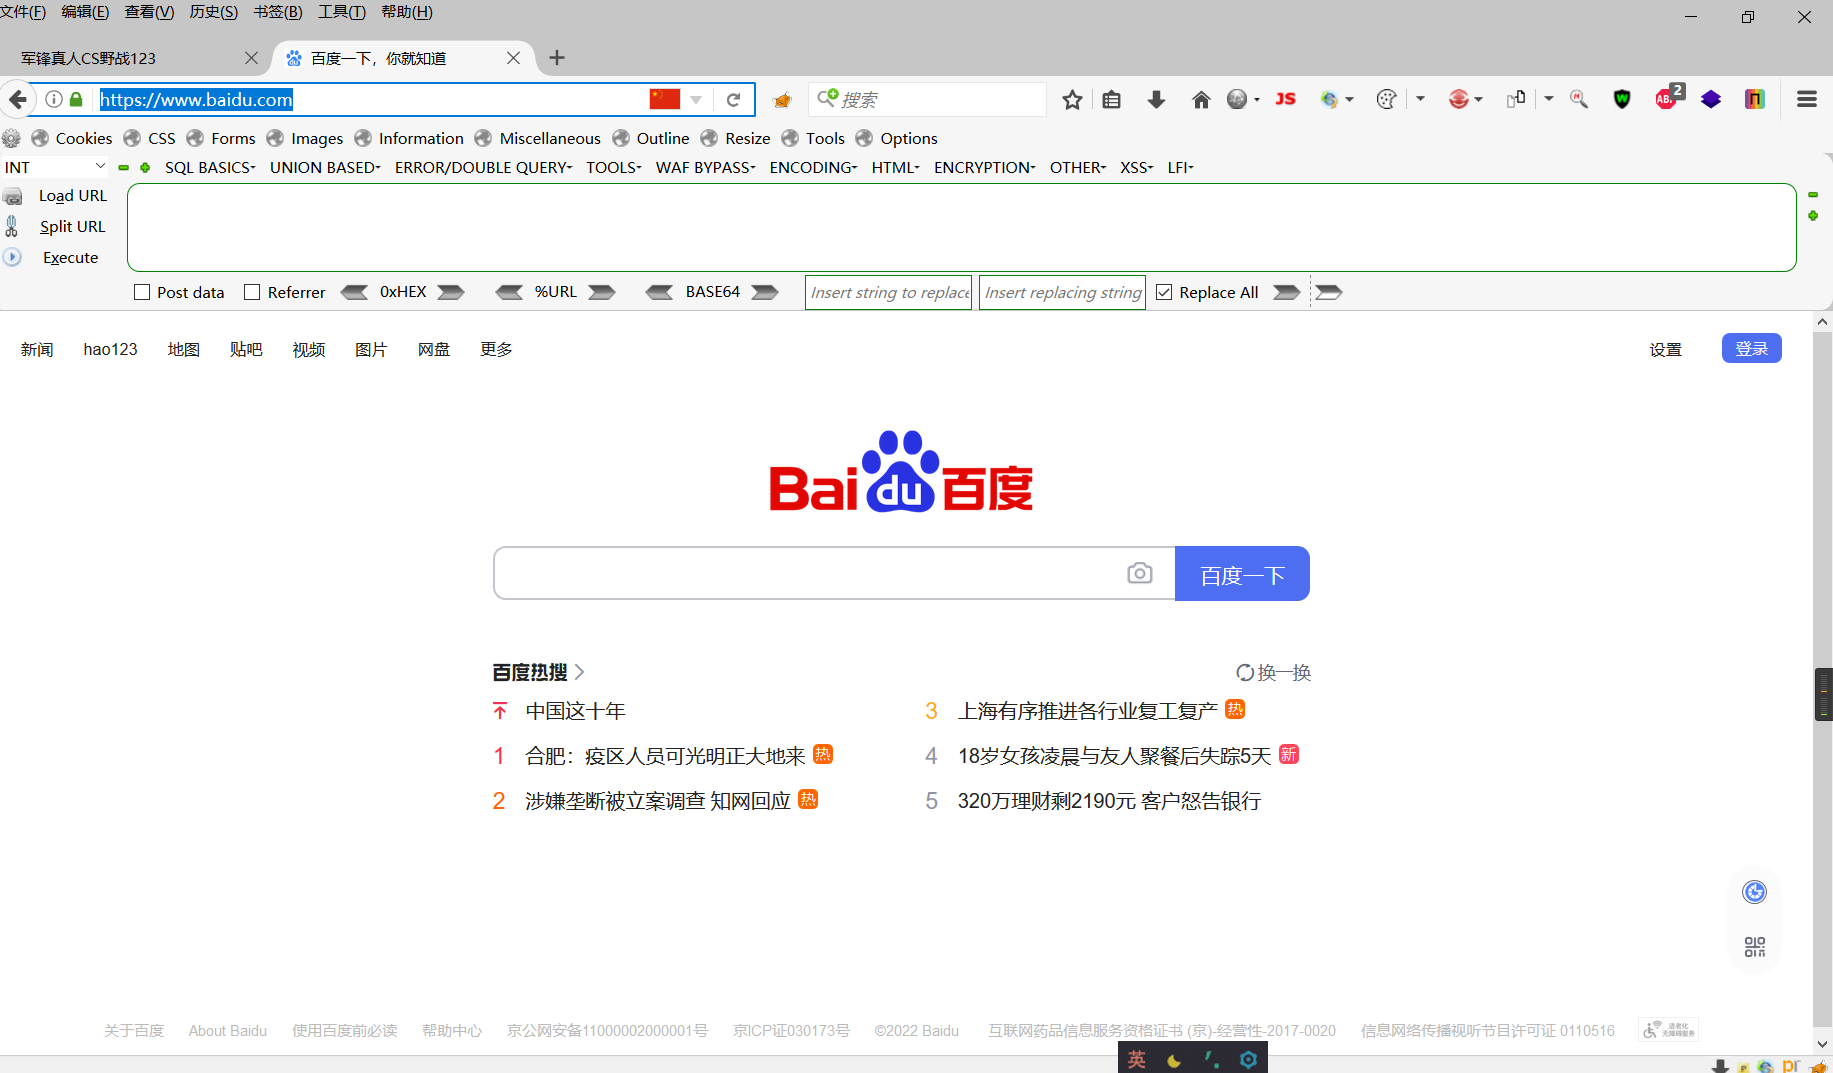 文件(F) 编辑(E) 查看(V) 历史(S) 书签(B) 工具(T) 帮助(H)
军锋真人CS野战123 百度一下，你就知道
https://www.baidu.com 搜索 JS ABP 2
Cookies CSS Forms Images Information Miscellaneous Outline Resize Tools Options
INT SQL BASICS UNION BASED ERROR/DOUBLE QUERY TOOLS WAF BYPASS ENCODING HTML ENCRYPTION OTHER XSS LFI
Load URL
Split URL
Execute
Post data Referrer 0xHEX %URL BASE64 Insert string to replace Insert replacing string Replace All
新闻 hao123 地图 贴吧 视频 图片 网盘 更多 设置 登录
Bai du 百度
百度一下
百度热搜 换一换
中国这十年
1 合肥：疫区人员可光明正大地来 热
2 涉嫌垄断被立案调查 知网回应 热
3 上海有序推进各行业复工复产 热
4 18岁女孩凌晨与友人聚餐后失踪5天 新
5 320万理财剩2190元 客户怒告银行
关于百度 About Baidu 使用百度前必读 帮助中心 京公网安备11000002000001号 京ICP证030173号 ©2022 Baidu 互联网药品信息服务资格证书 (京)-经营性-2017-0020 信息网络传播视听节目许可证 0110516
适老化
无障碍服务
英
pr